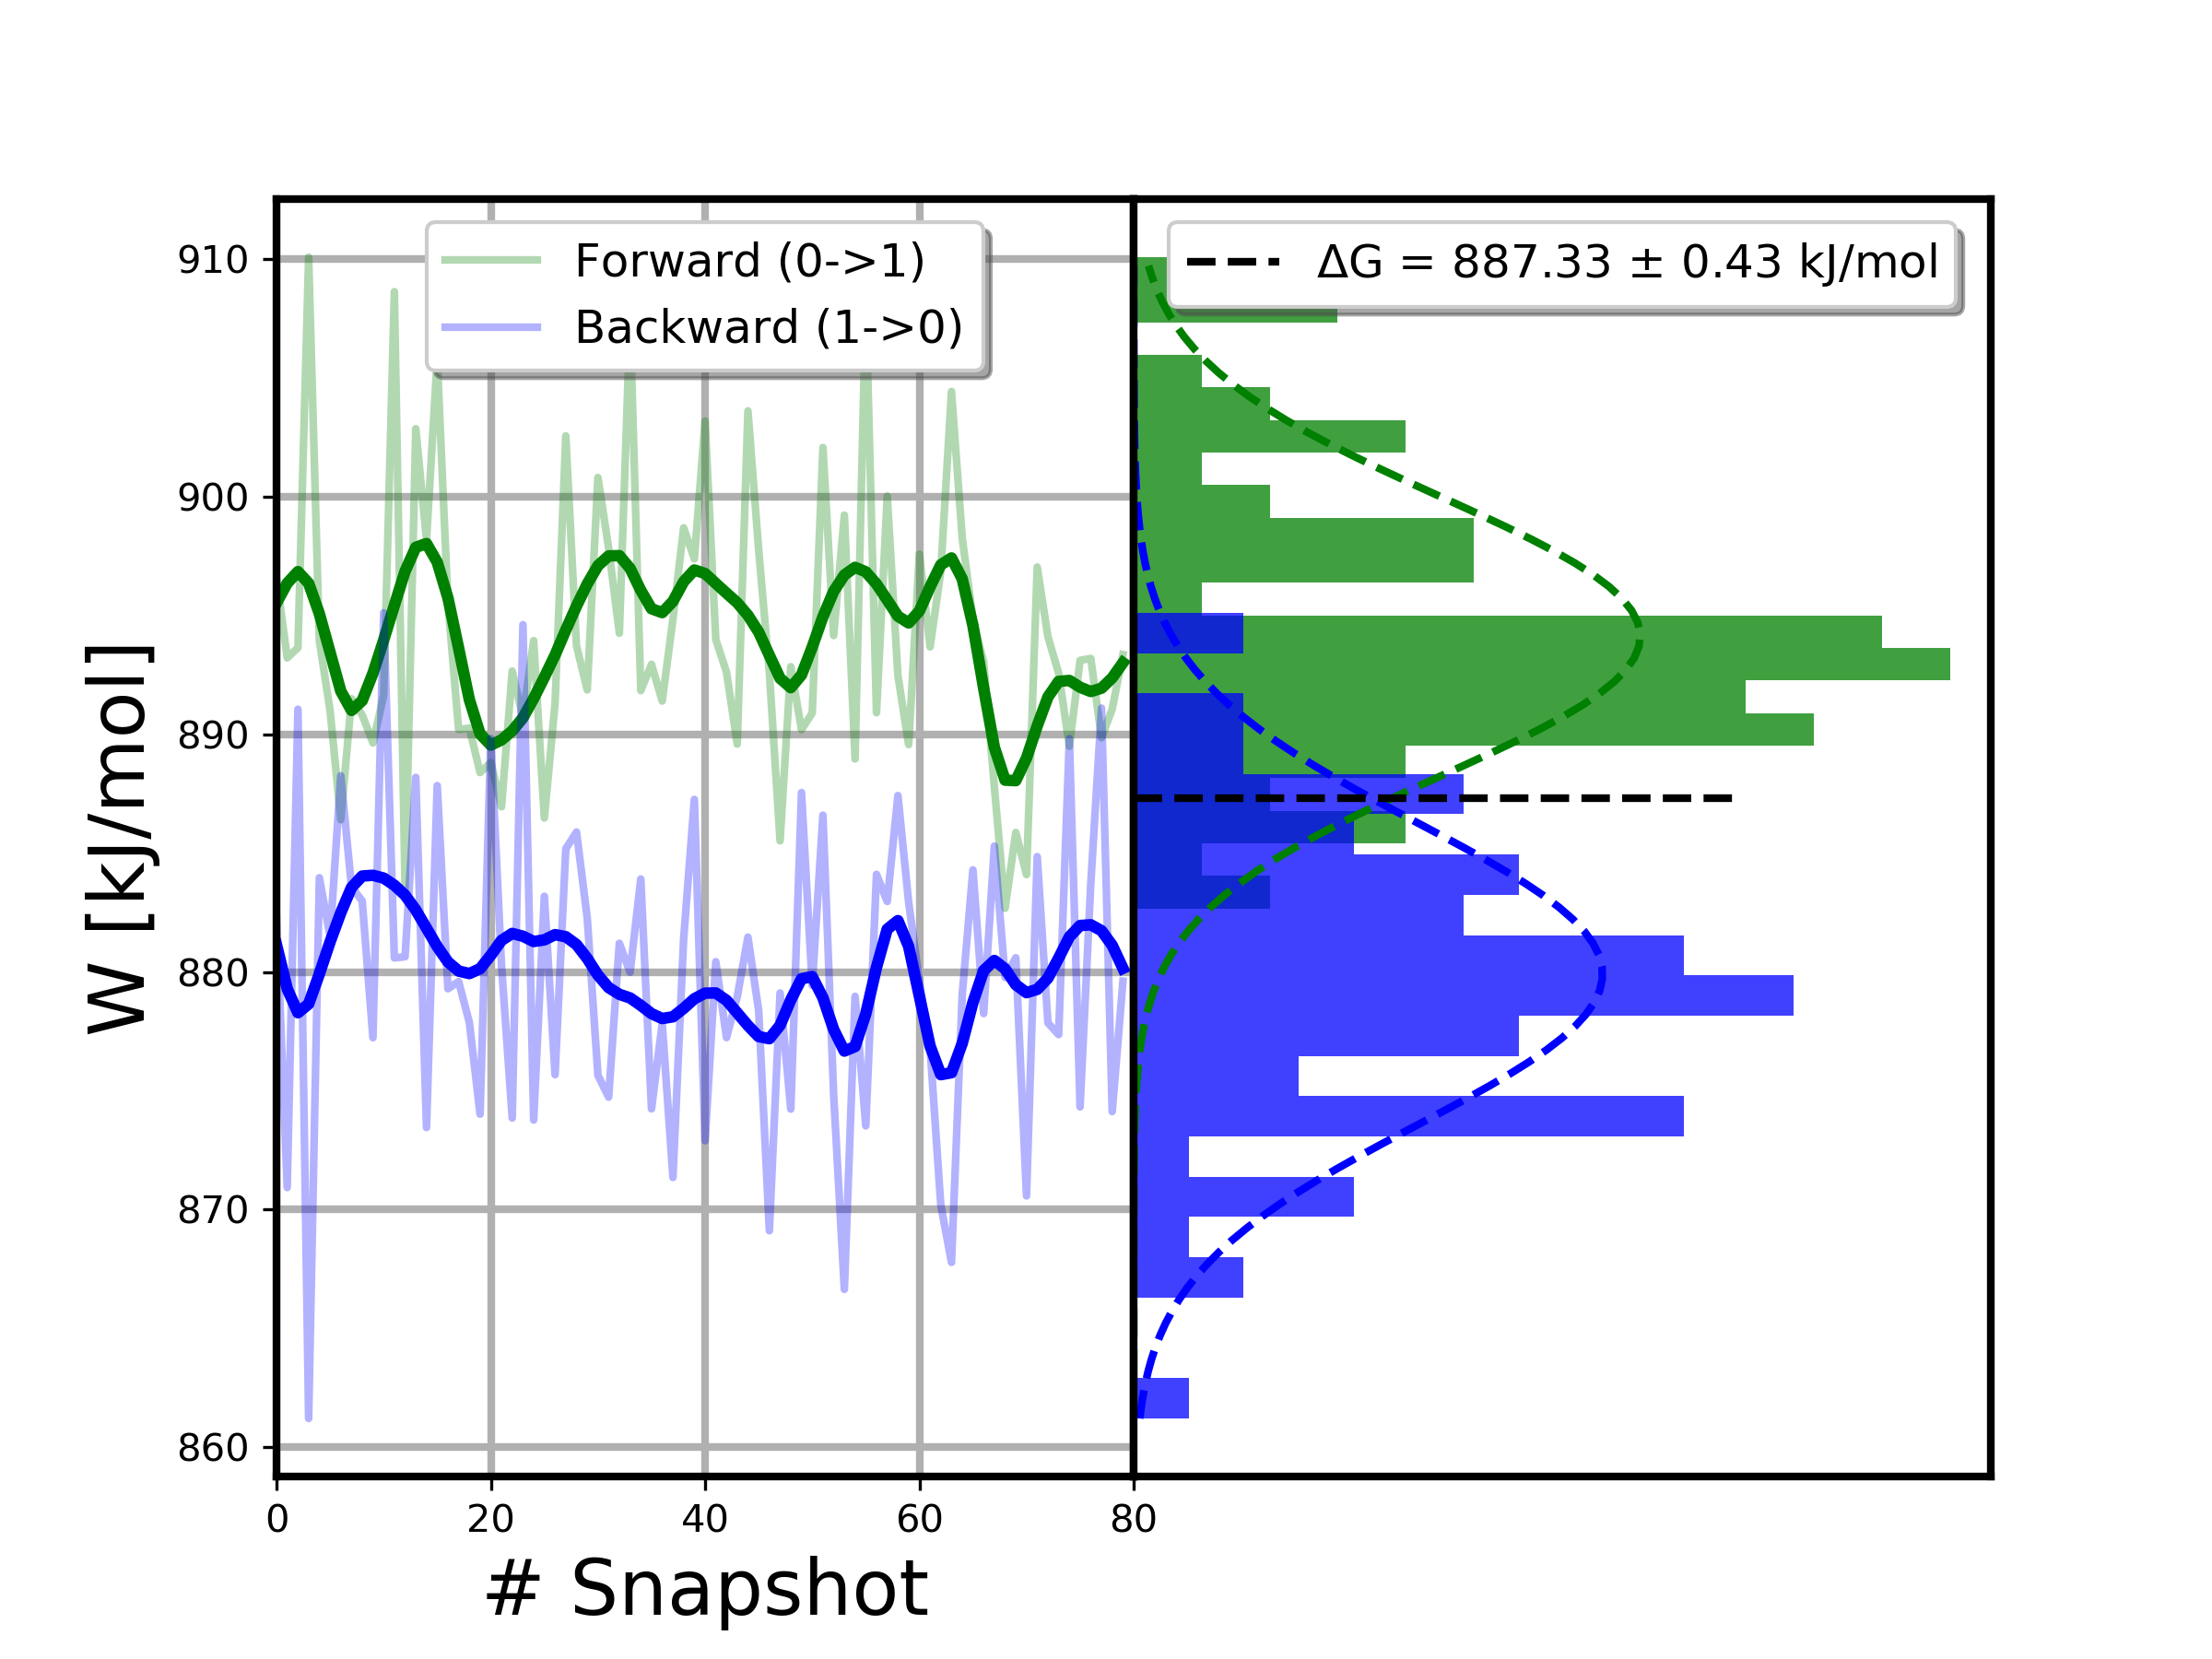 Forward (0->1)
Backward (1->0)
ΔG = 887.33 ± 0.43 kJ/mol
W [kJ/mol]
910
900
890
880
870
860
0 20 40 60 80
# Snapshot